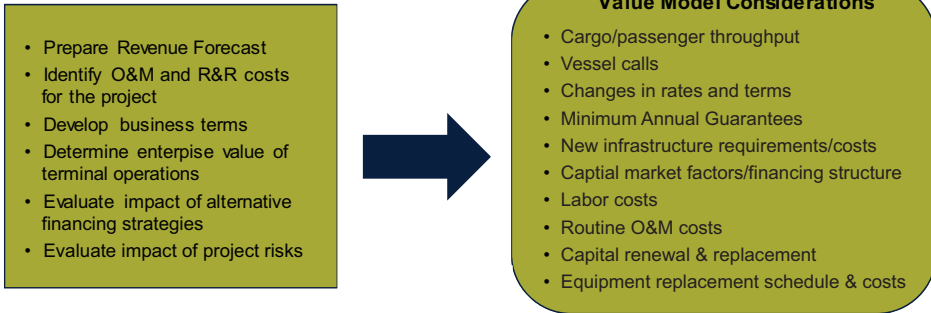 • Prepare Revenue Forecast
• Identify O&M and R&R costs
for the project
• Develop business terms
• Determine enterpise value of
terminal operations
• Evaluate impact of alternative
financing strategies
• Evaluate impact of project risks
Value Model Considerations
• Cargo/passenger throughput
• Vessel calls
• Changes in rates and terms
• Minimum Annual Guarantees
• New infrastructure requirements/costs
• Captial market factors/financing structure
• Labor costs
• Routine O&M costs
• Capital renewal & replacement
• Equipment replacement schedule & costs